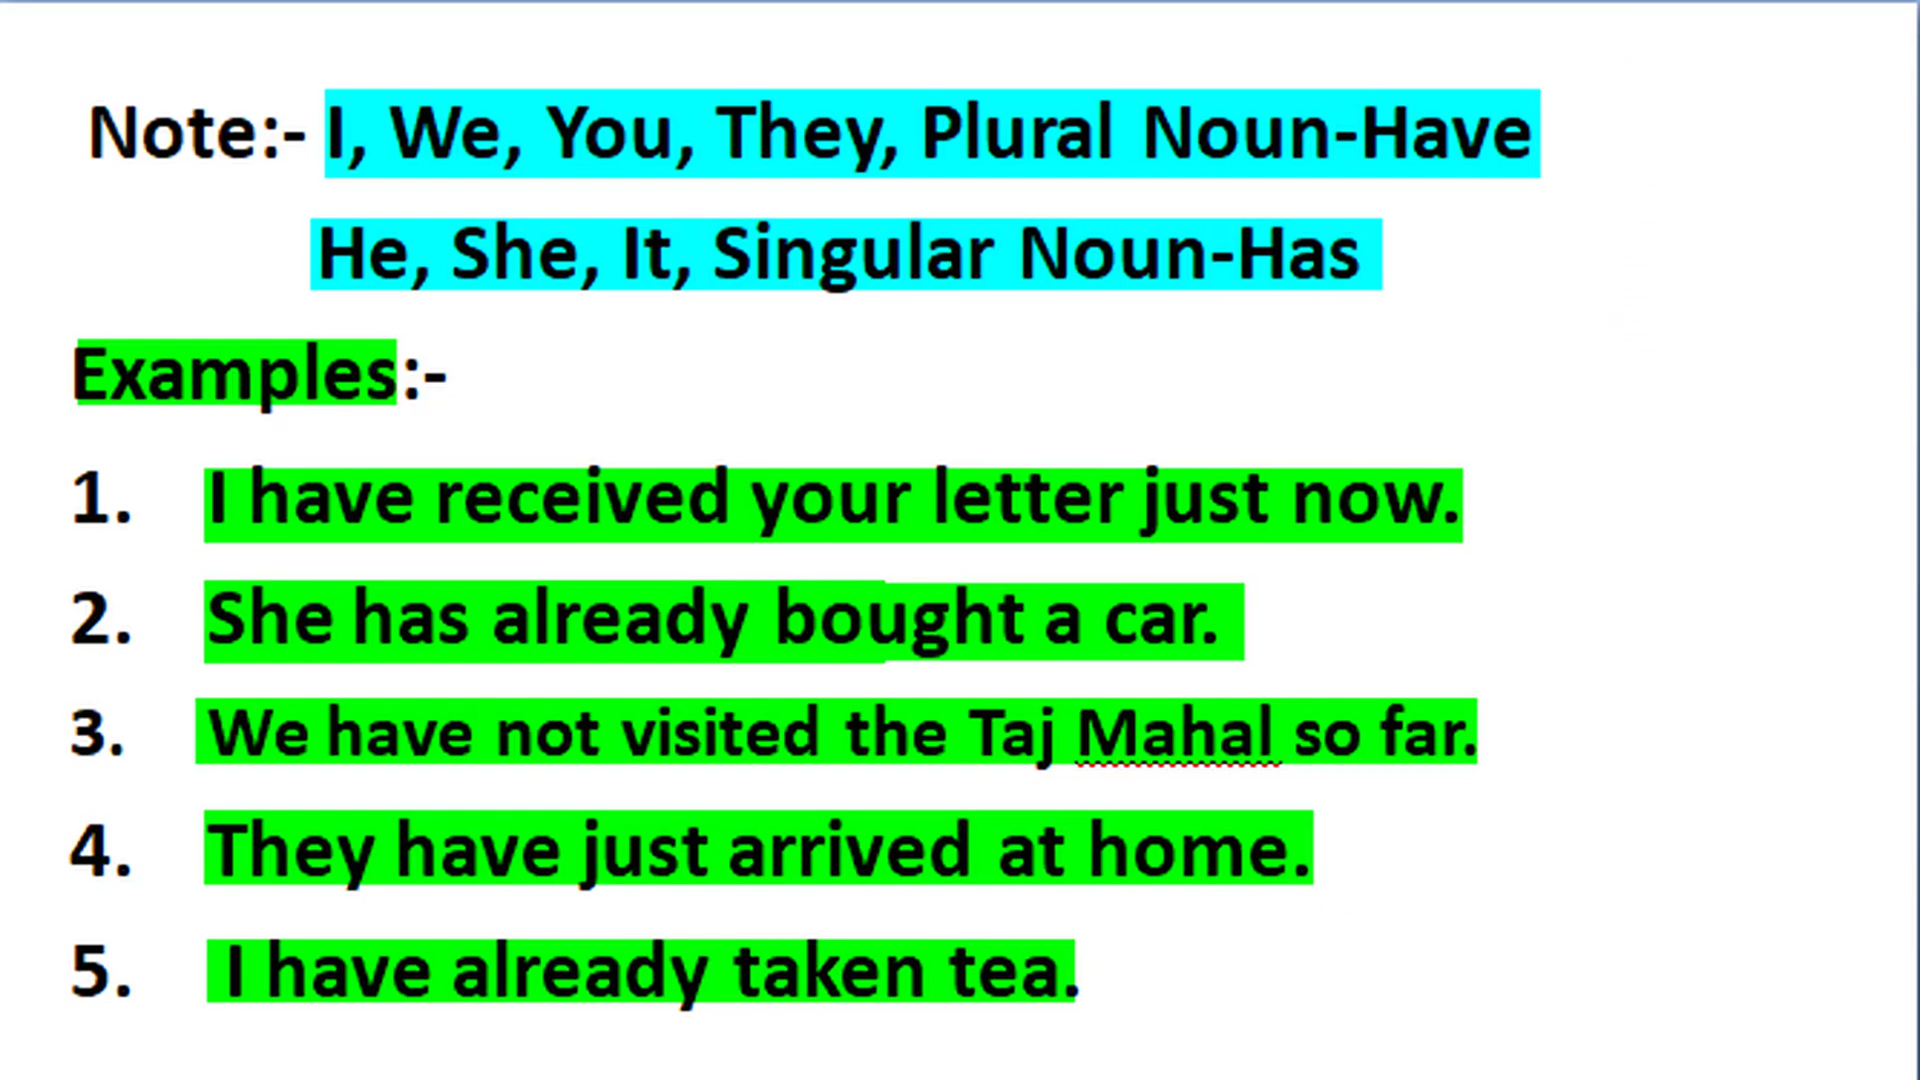 Note:- I, We, You, They, Plural Noun-Have
He, She, It, Singular Noun-Has
Examples:-
1. I have received your letter just now.
2. She has already bought a car.
3. We have not visited the Taj Mahal so far.
4. They have just arrived at home.
5. I have already taken tea.